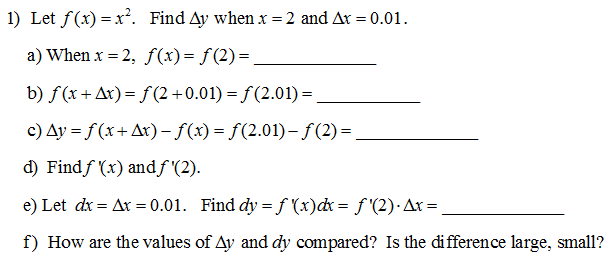 1) Let f(x) = x². Find Δy when x = 2 and Δx = 0.01.
a) When x = 2, f(x) = f(2) = ____________
b) f(x + Δx) = f(2 + 0.01) = f(2.01) = ____________
c) Δy = f(x + Δx) – f(x) = f(2.01) – f(2) = ____________
d) Find f '(x) and f '(2).
e) Let dx = Δx = 0.01. Find dy = f '(x)dx = f '(2)·Δx = ____________
f) How are the values of Δy and dy compared? Is the difference large, small?